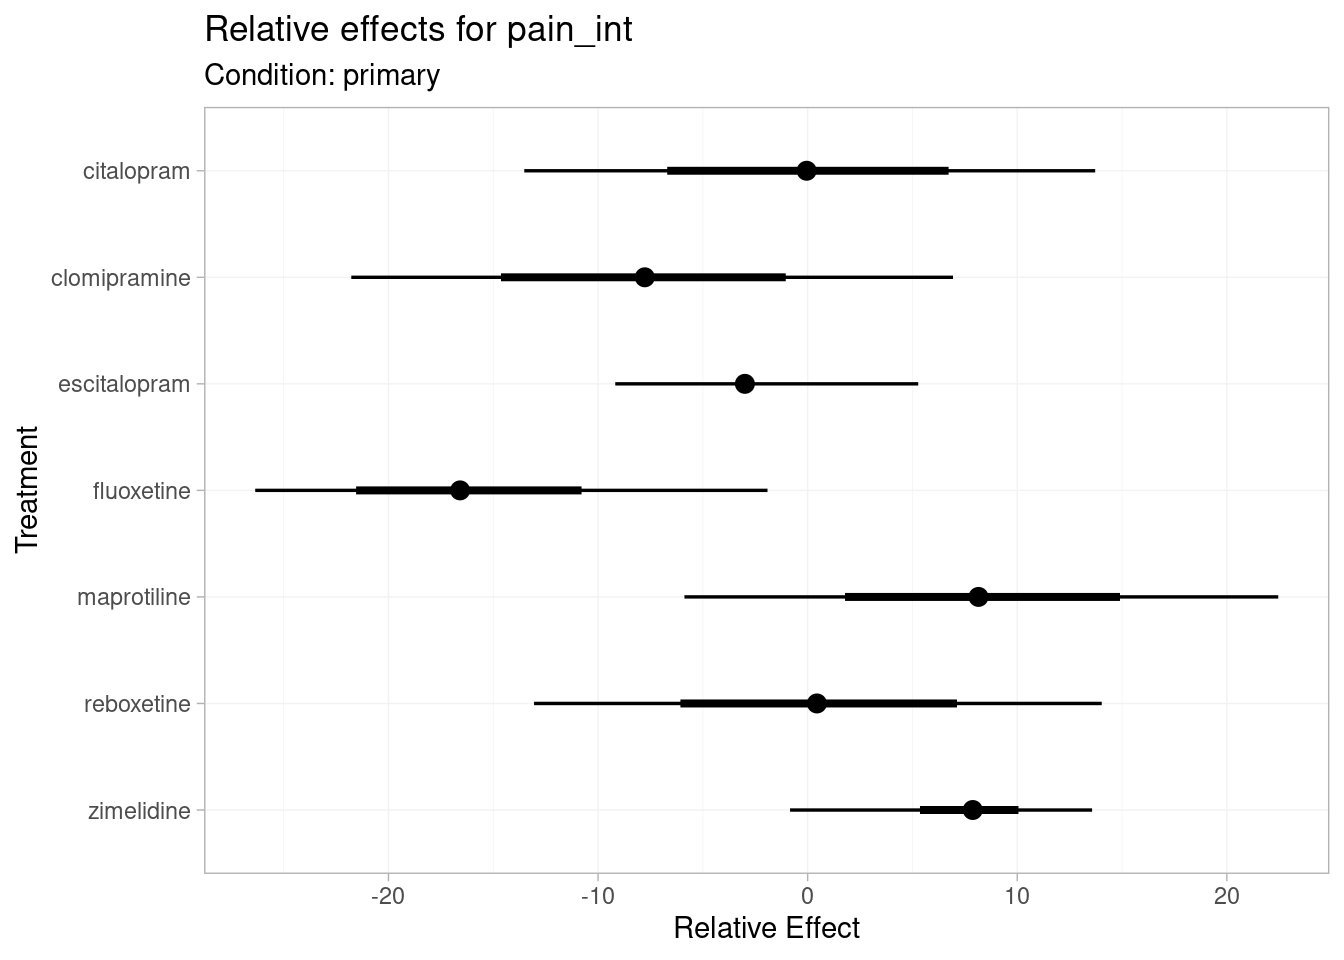 Relative effects for pain_int
Condition: primary
citalopram
clomipramine
escitalopram
fluoxetine
maprotiline
reboxetine
zimelidine
Treatment
-20 -10 0 10 20
Relative Effect